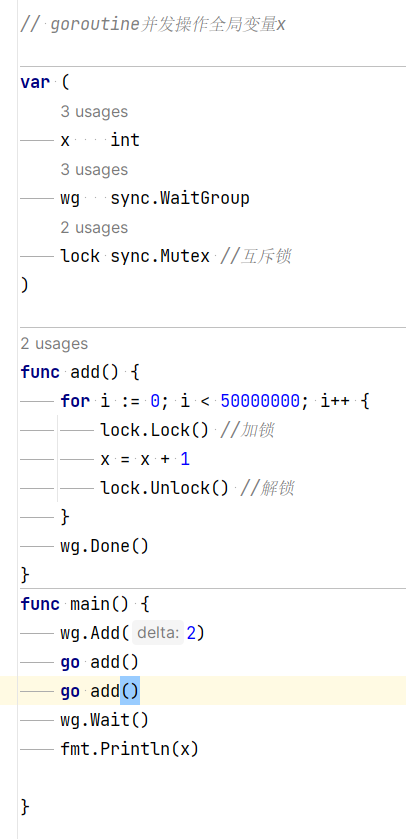 // goroutine并发操作全局变量x
var (
3 usages
x int
3 usages
wg sync.WaitGroup
2 usages
lock sync.Mutex //互斥锁
)
2 usages
func add() {
for i := 0; i < 50000000; i++ {
lock.Lock() //加锁
x = x + 1
lock.Unlock() //解锁
}
wg.Done()
}
func main() {
wg.Add( delta: 2)
go add()
go add()
wg.Wait()
fmt.Println(x)
}